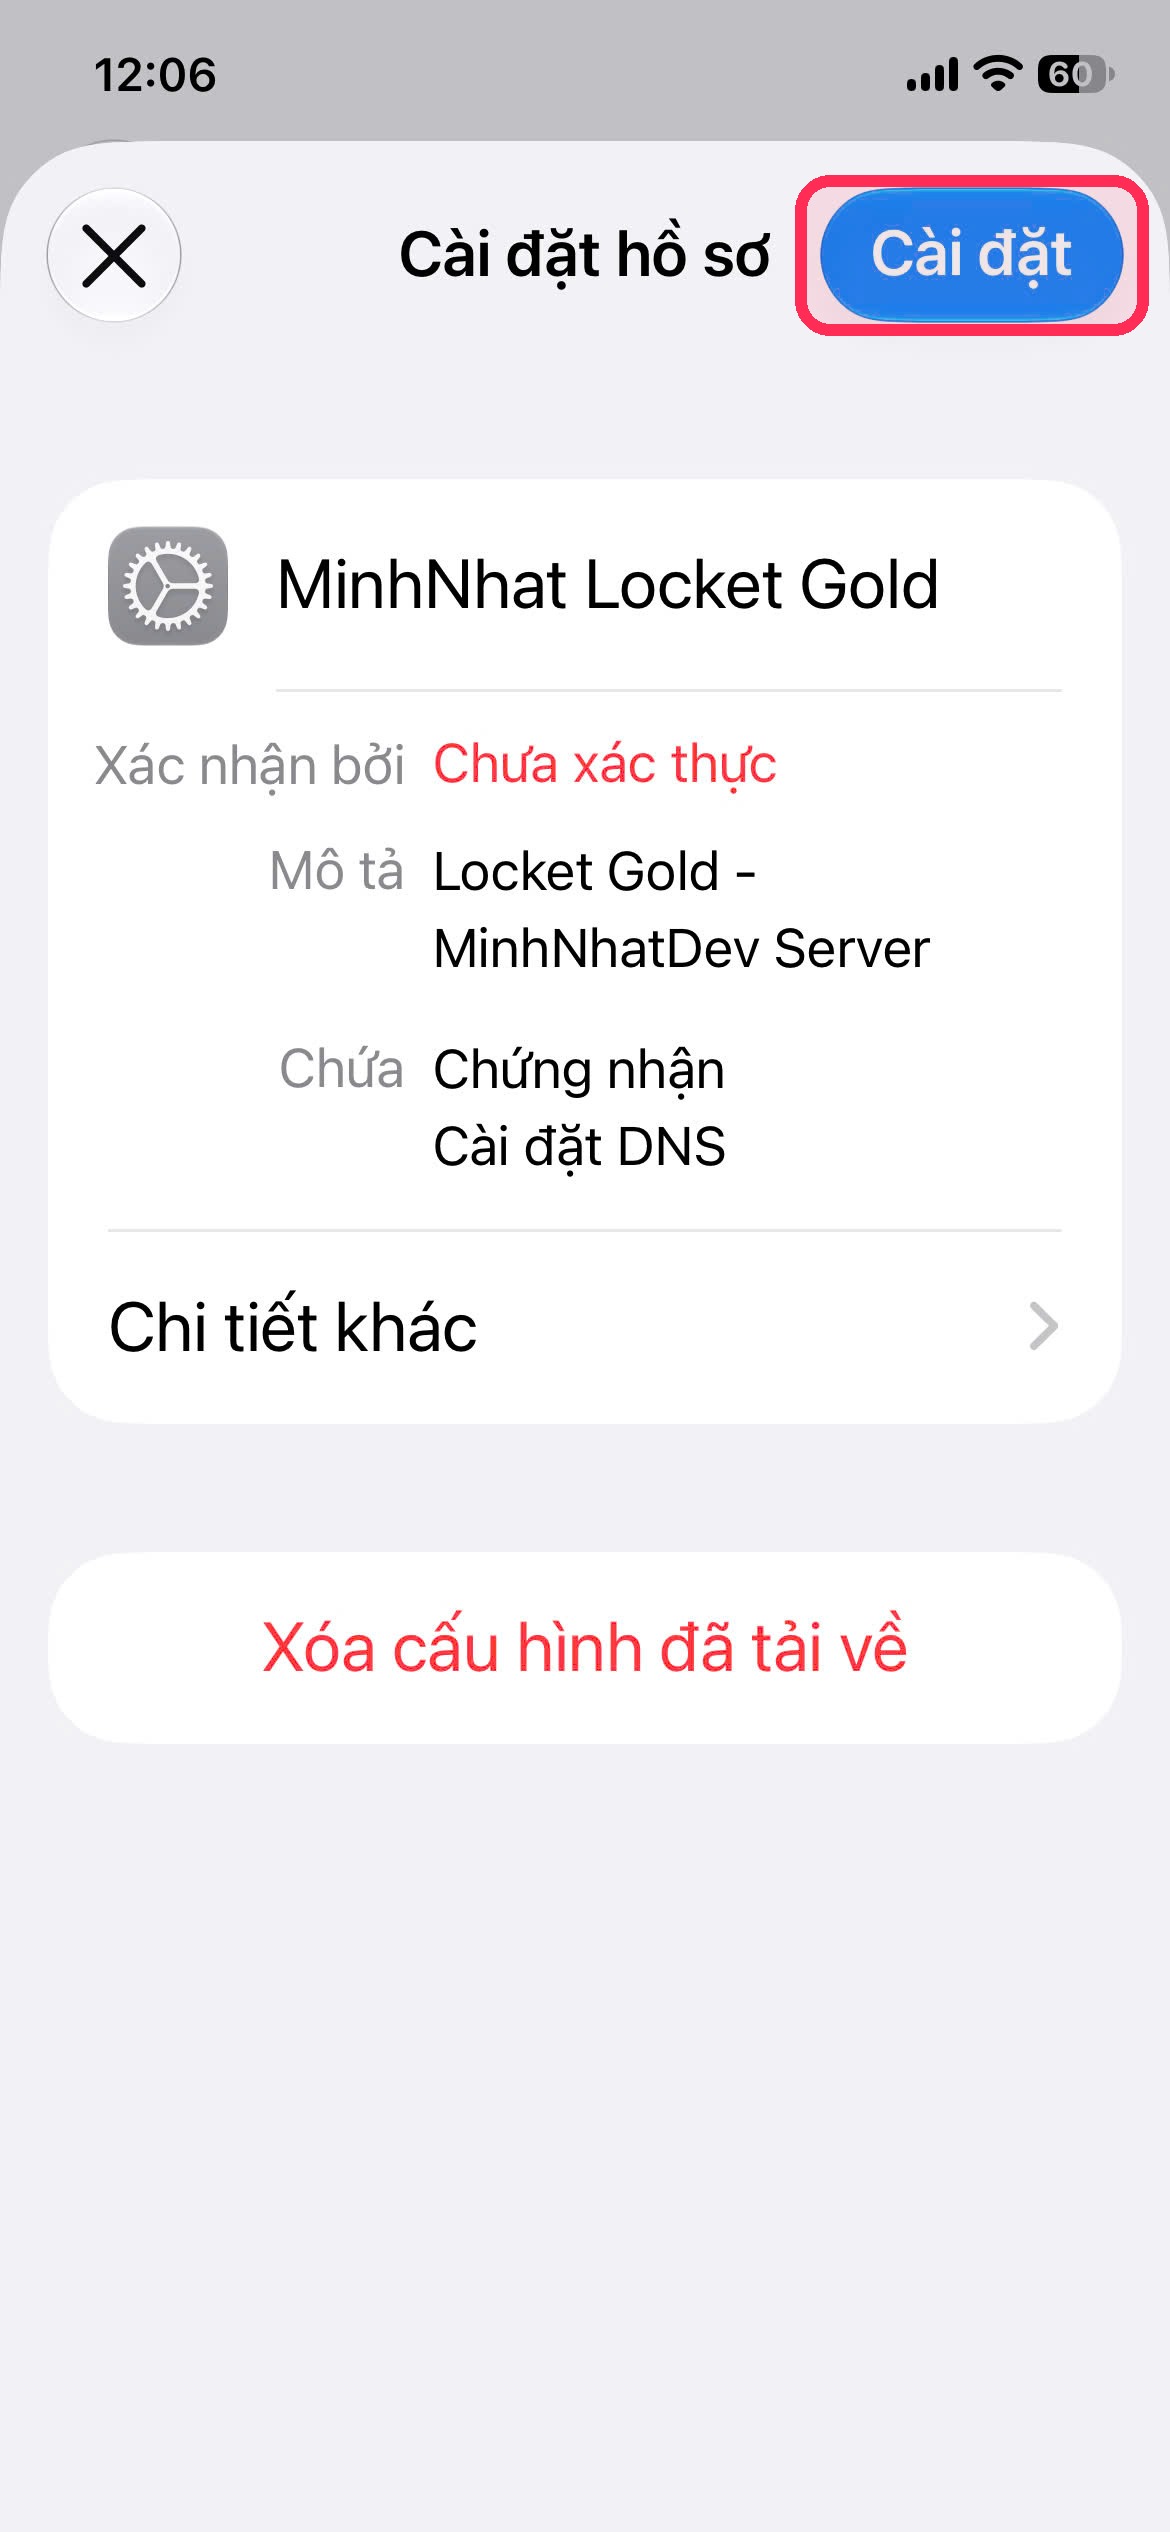 12:06
60
Cài đặt hồ sơ
Cài đặt
MinhNhat Locket Gold
Xác nhận bởi Chưa xác thực
Mô tả Locket Gold -
MinhNhatDev Server
Chứa Chứng nhận
Cài đặt DNS
Chi tiết khác
Xóa cấu hình đã tải về